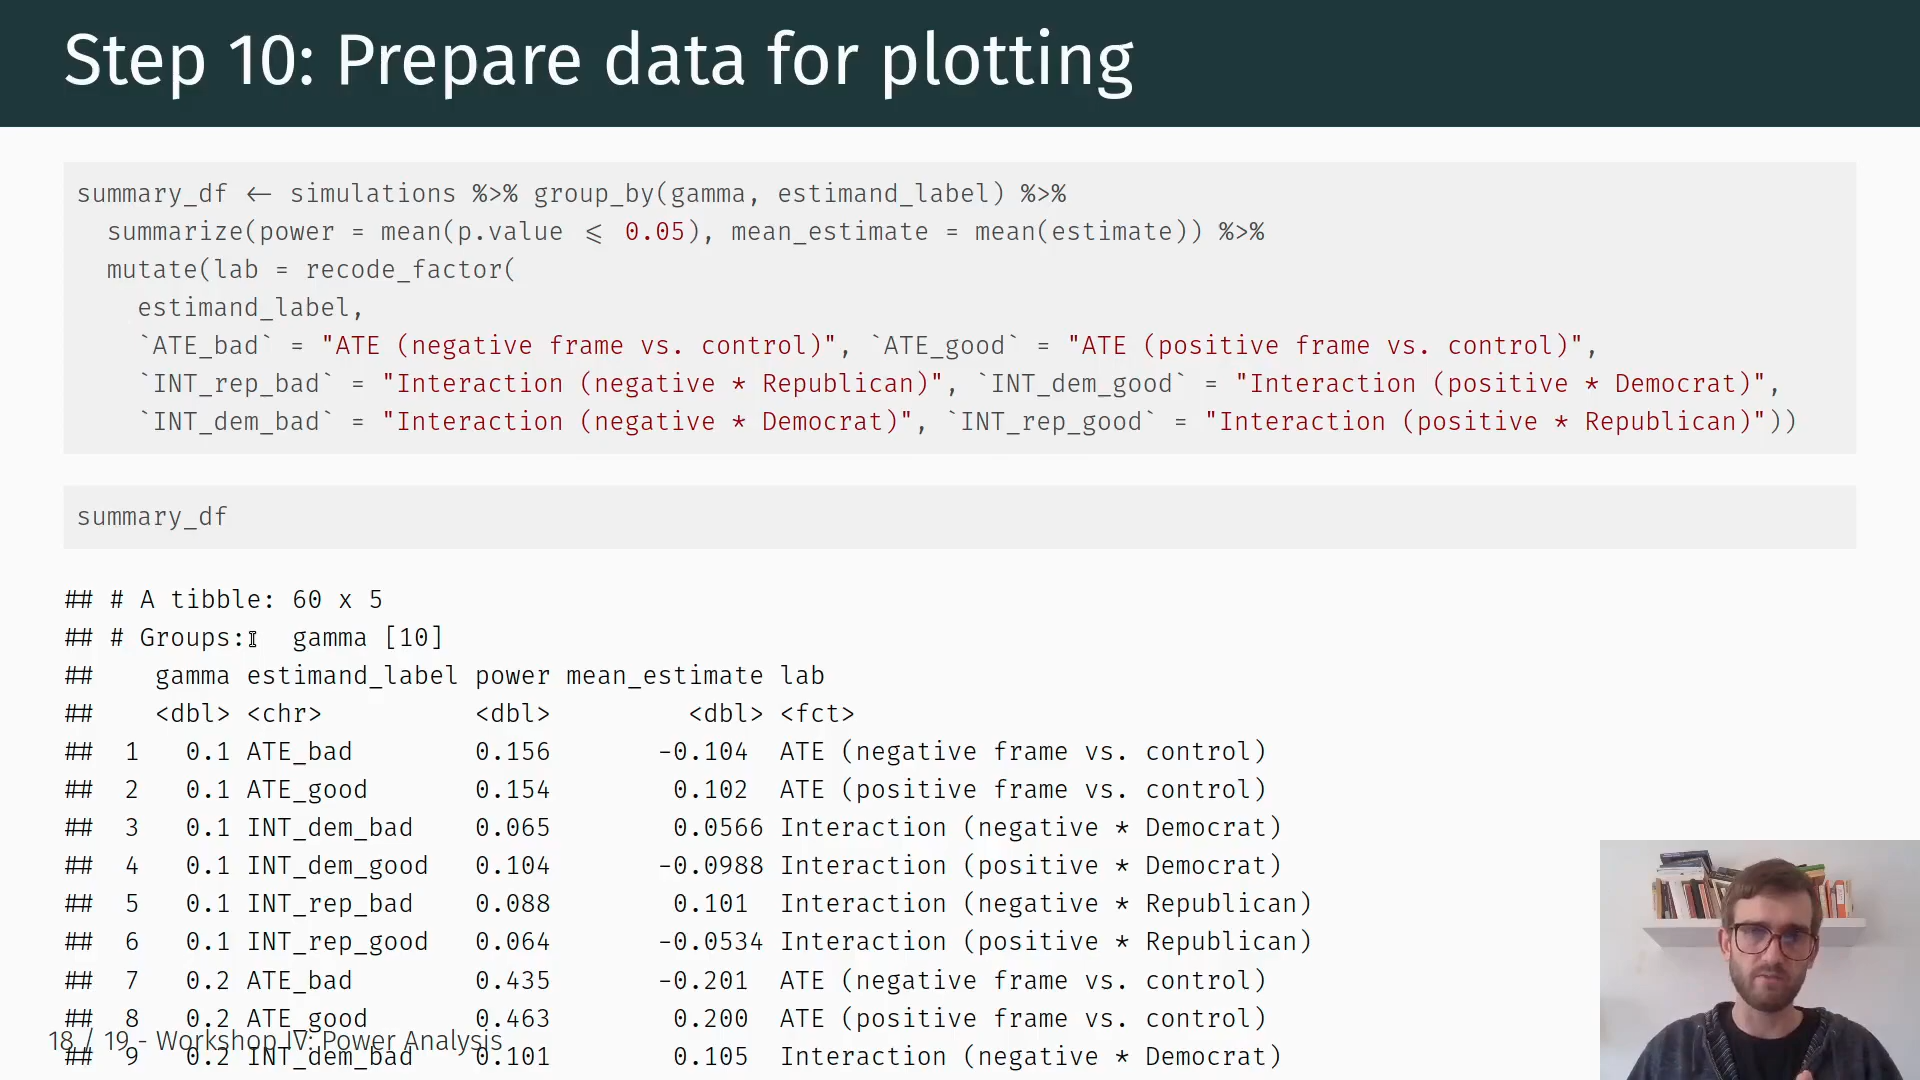 Step 10: Prepare data for plotting
summary_df ← simulations %>% group_by(gamma, estimand_label) %>%
summarize(power = mean(p.value ⩽ 0.05), mean_estimate = mean(estimate)) %>%
mutate(lab = recode_factor(
estimand_label,
`ATE_bad` = "ATE (negative frame vs. control)", `ATE_good` = "ATE (positive frame vs. control)",
`INT_rep_bad` = "Interaction (negative * Republican)", `INT_dem_good` = "Interaction (positive * Democrat)",
`INT_dem_bad` = "Interaction (negative * Democrat)", `INT_rep_good` = "Interaction (positive * Republican)"))
summary_df
## # A tibble: 60 x 5
## # Groups: gamma [10]
## gamma estimand_label power mean_estimate lab
## <dbl> <chr> <dbl> <dbl> <fct>
## 1 0.1 ATE_bad 0.156 -0.104 ATE (negative frame vs. control)
## 2 0.1 ATE_good 0.154 0.102 ATE (positive frame vs. control)
## 3 0.1 INT_dem_bad 0.065 0.0566 Interaction (negative * Democrat)
## 4 0.1 INT_dem_good 0.104 -0.0988 Interaction (positive * Democrat)
## 5 0.1 INT_rep_bad 0.088 0.101 Interaction (negative * Republican)
## 6 0.1 INT_rep_good 0.064 -0.0534 Interaction (positive * Republican)
## 7 0.2 ATE_bad 0.435 -0.201 ATE (negative frame vs. control)
## 8 0.2 ATE_good 0.463 0.200 ATE (positive frame vs. control)
18 / 19 - Workshop IV: Power Analysis
## 9 0.2 INT_dem_bad 0.101 0.105 Interaction (negative * Democrat)